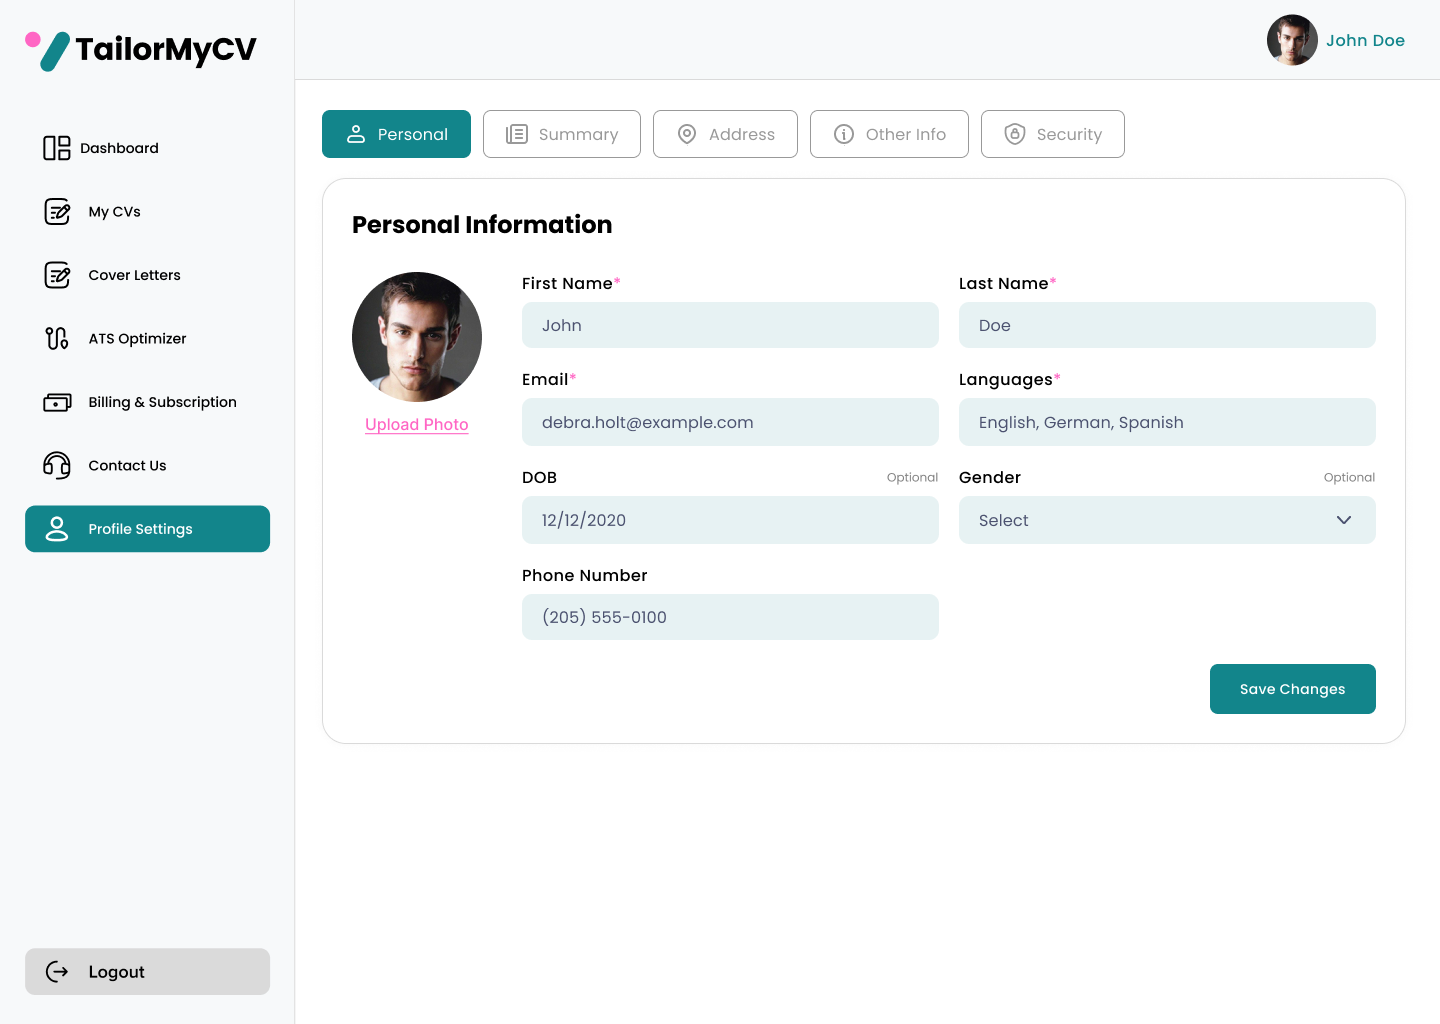 TailorMyCV
John Doe
Dashboard
My CVs
Cover Letters
ATS Optimizer
Billing & Subscription
Contact Us
Profile Settings
Logout
Personal
Summary
Address
Other Info
Security
Personal Information
Upload Photo
First Name*
John
Last Name*
Doe
Email*
debra.holt@example.com
Languages*
English, German, Spanish
DOB
Optional
12/12/2020
Gender
Optional
Select
Phone Number
(205) 555-0100
Save Changes